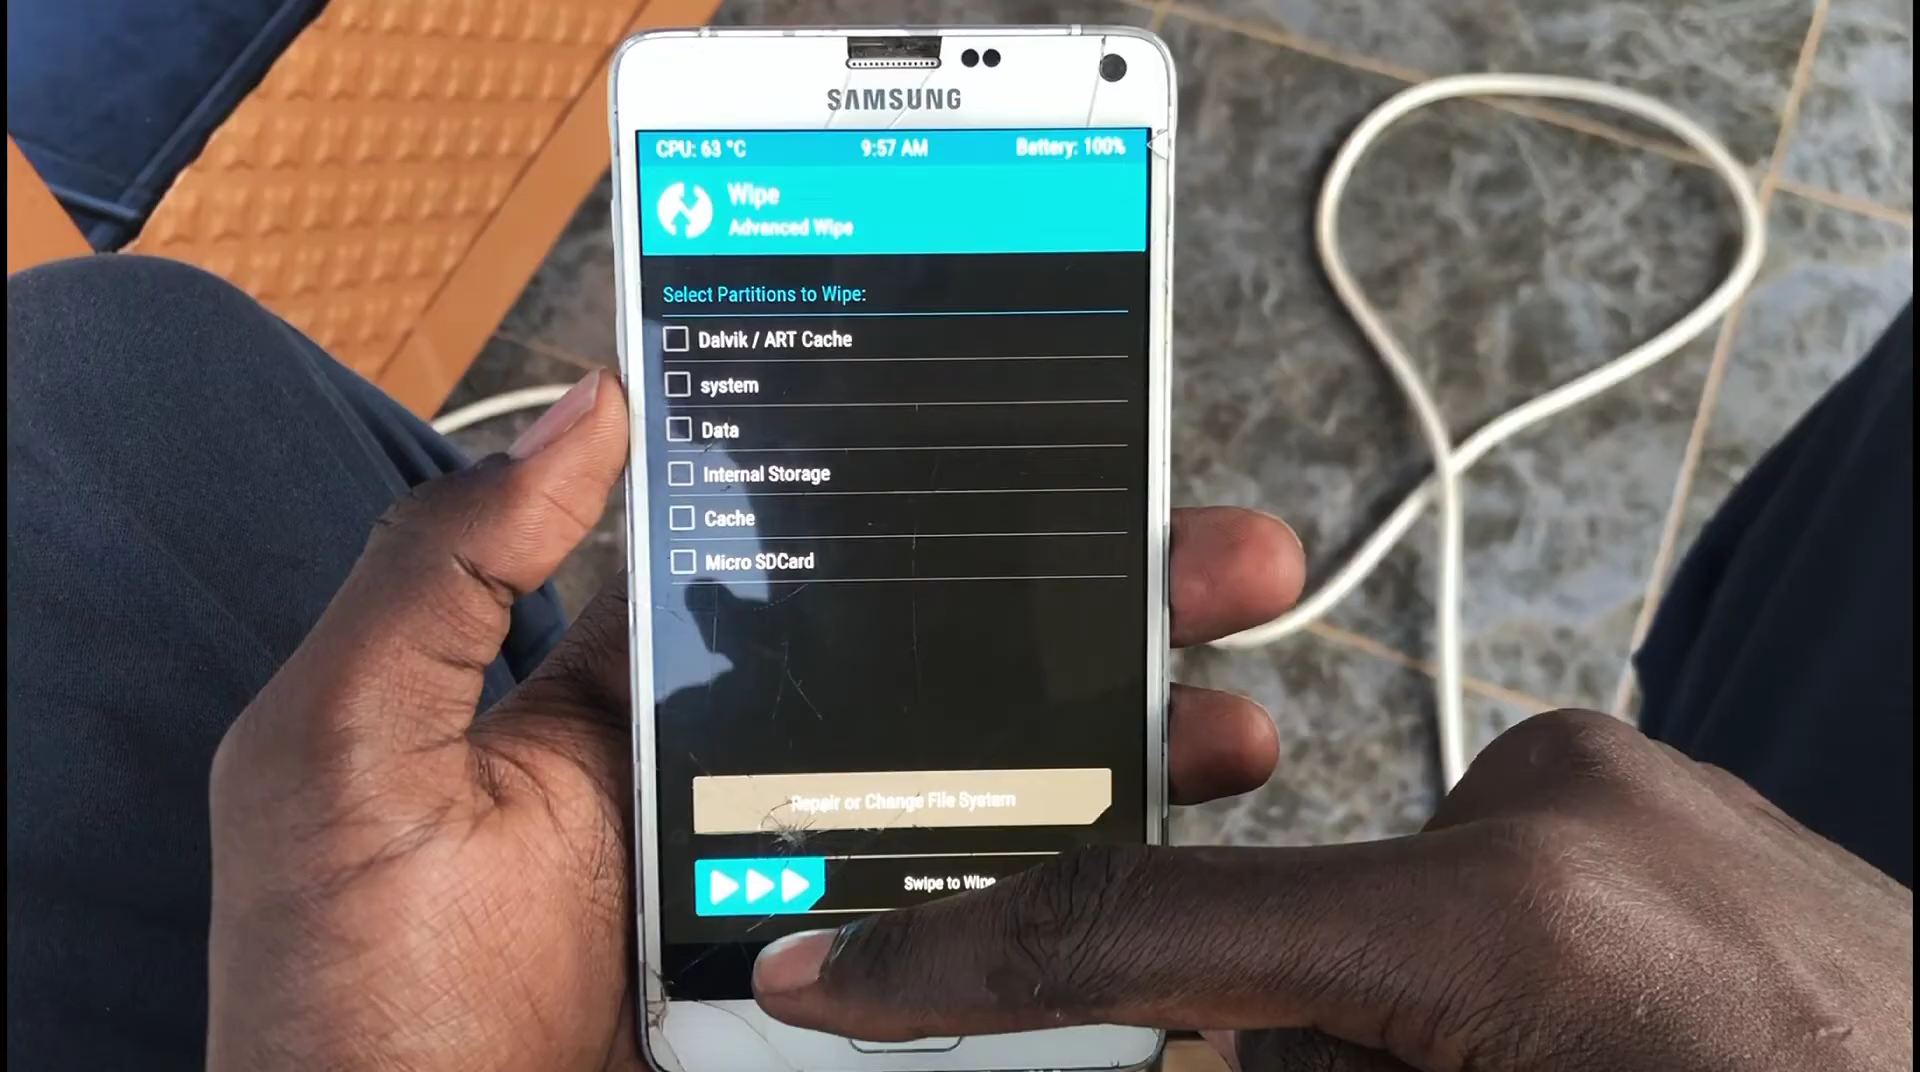 SAMSUNG
CPU: 63 °C 9:57 AM Battery: 100%
Wipe
Advanced Wipe
Select Partitions to Wipe:
Dalvik / ART Cache
system
Data
Internal Storage
Cache
Micro SDCard
Repair or Change File System
Swipe to Wipe